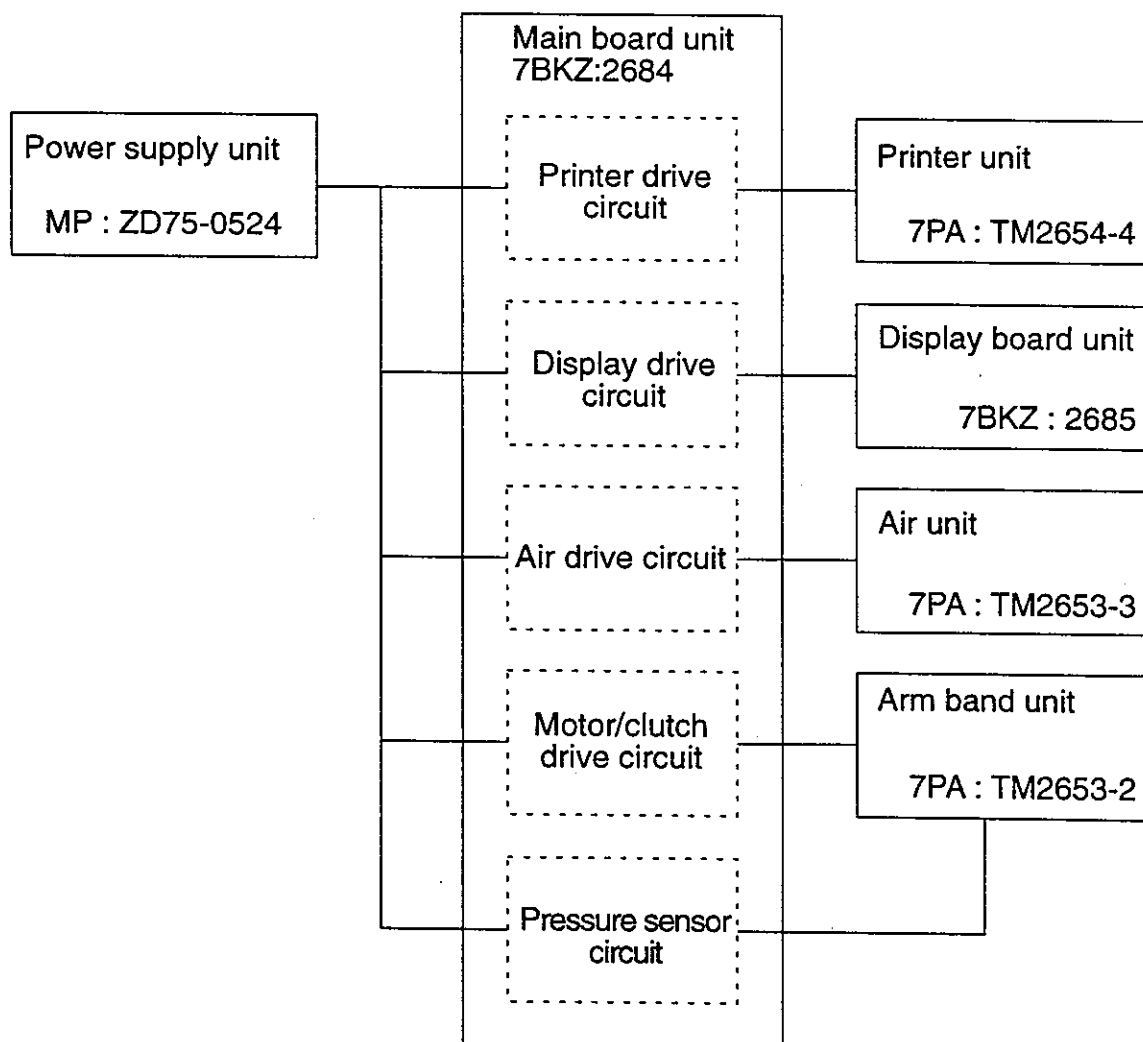 Main board unit
7BKZ:2684
Power supply unit
MP : ZD75-0524
Printer drive
circuit
Printer unit
7PA : TM2654-4
Display drive
circuit
Display board unit
7BKZ : 2685
Air drive circuit
Air unit
7PA : TM2653-3
Motor/clutch
drive circuit
Arm band unit
7PA : TM2653-2
Pressure sensor
circuit